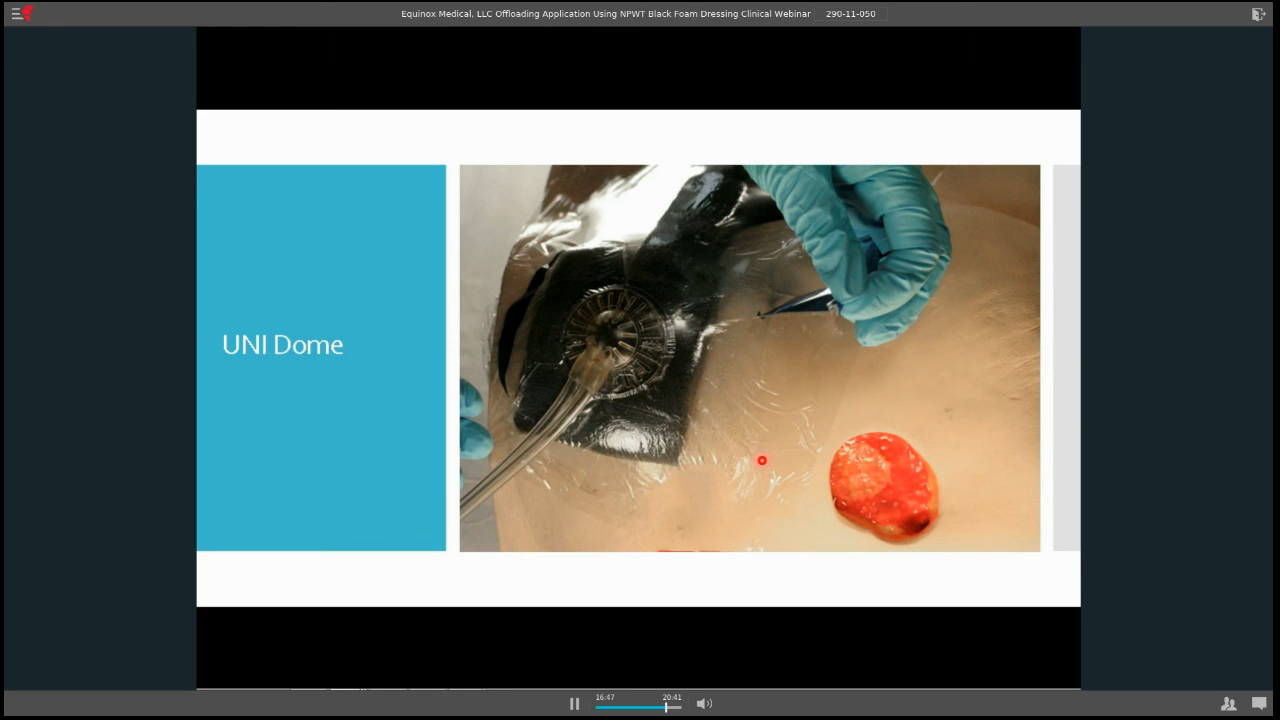 Equinox Medical, LLC Offloading Application Using NPWT Black Foam Dressing Clinical Webinar 290-11-050
UNI Dome
16:47 20:41